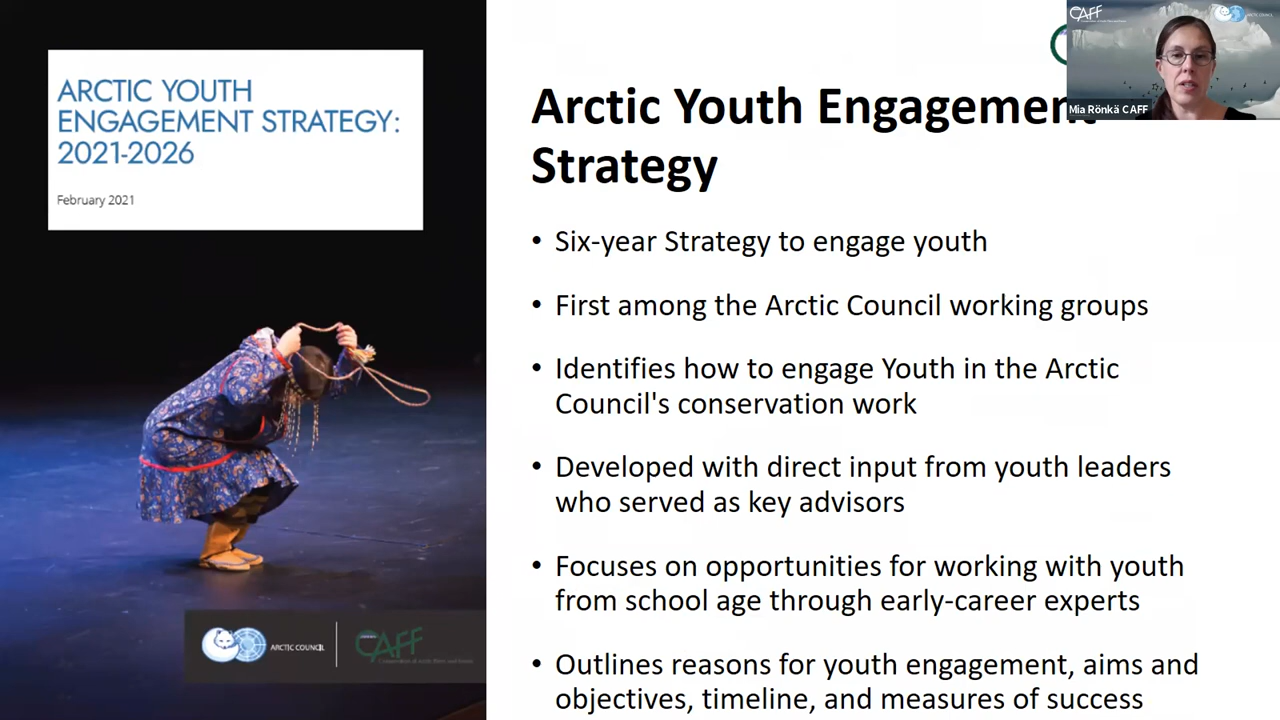 ARCTIC YOUTH
ENGAGEMENT STRATEGY:
2021-2026
February 2021
ARCTIC COUNCIL
CAFF
Arctic Youth Engagement
Strategy
• Six-year Strategy to engage youth
• First among the Arctic Council working groups
• Identifies how to engage Youth in the Arctic
Council's conservation work
• Developed with direct input from youth leaders
who served as key advisors
• Focuses on opportunities for working with youth
from school age through early-career experts
• Outlines reasons for youth engagement, aims and
objectives, timeline, and measures of success
CAFF
ARCTIC COUNCIL
Mia Rönkä CAFF